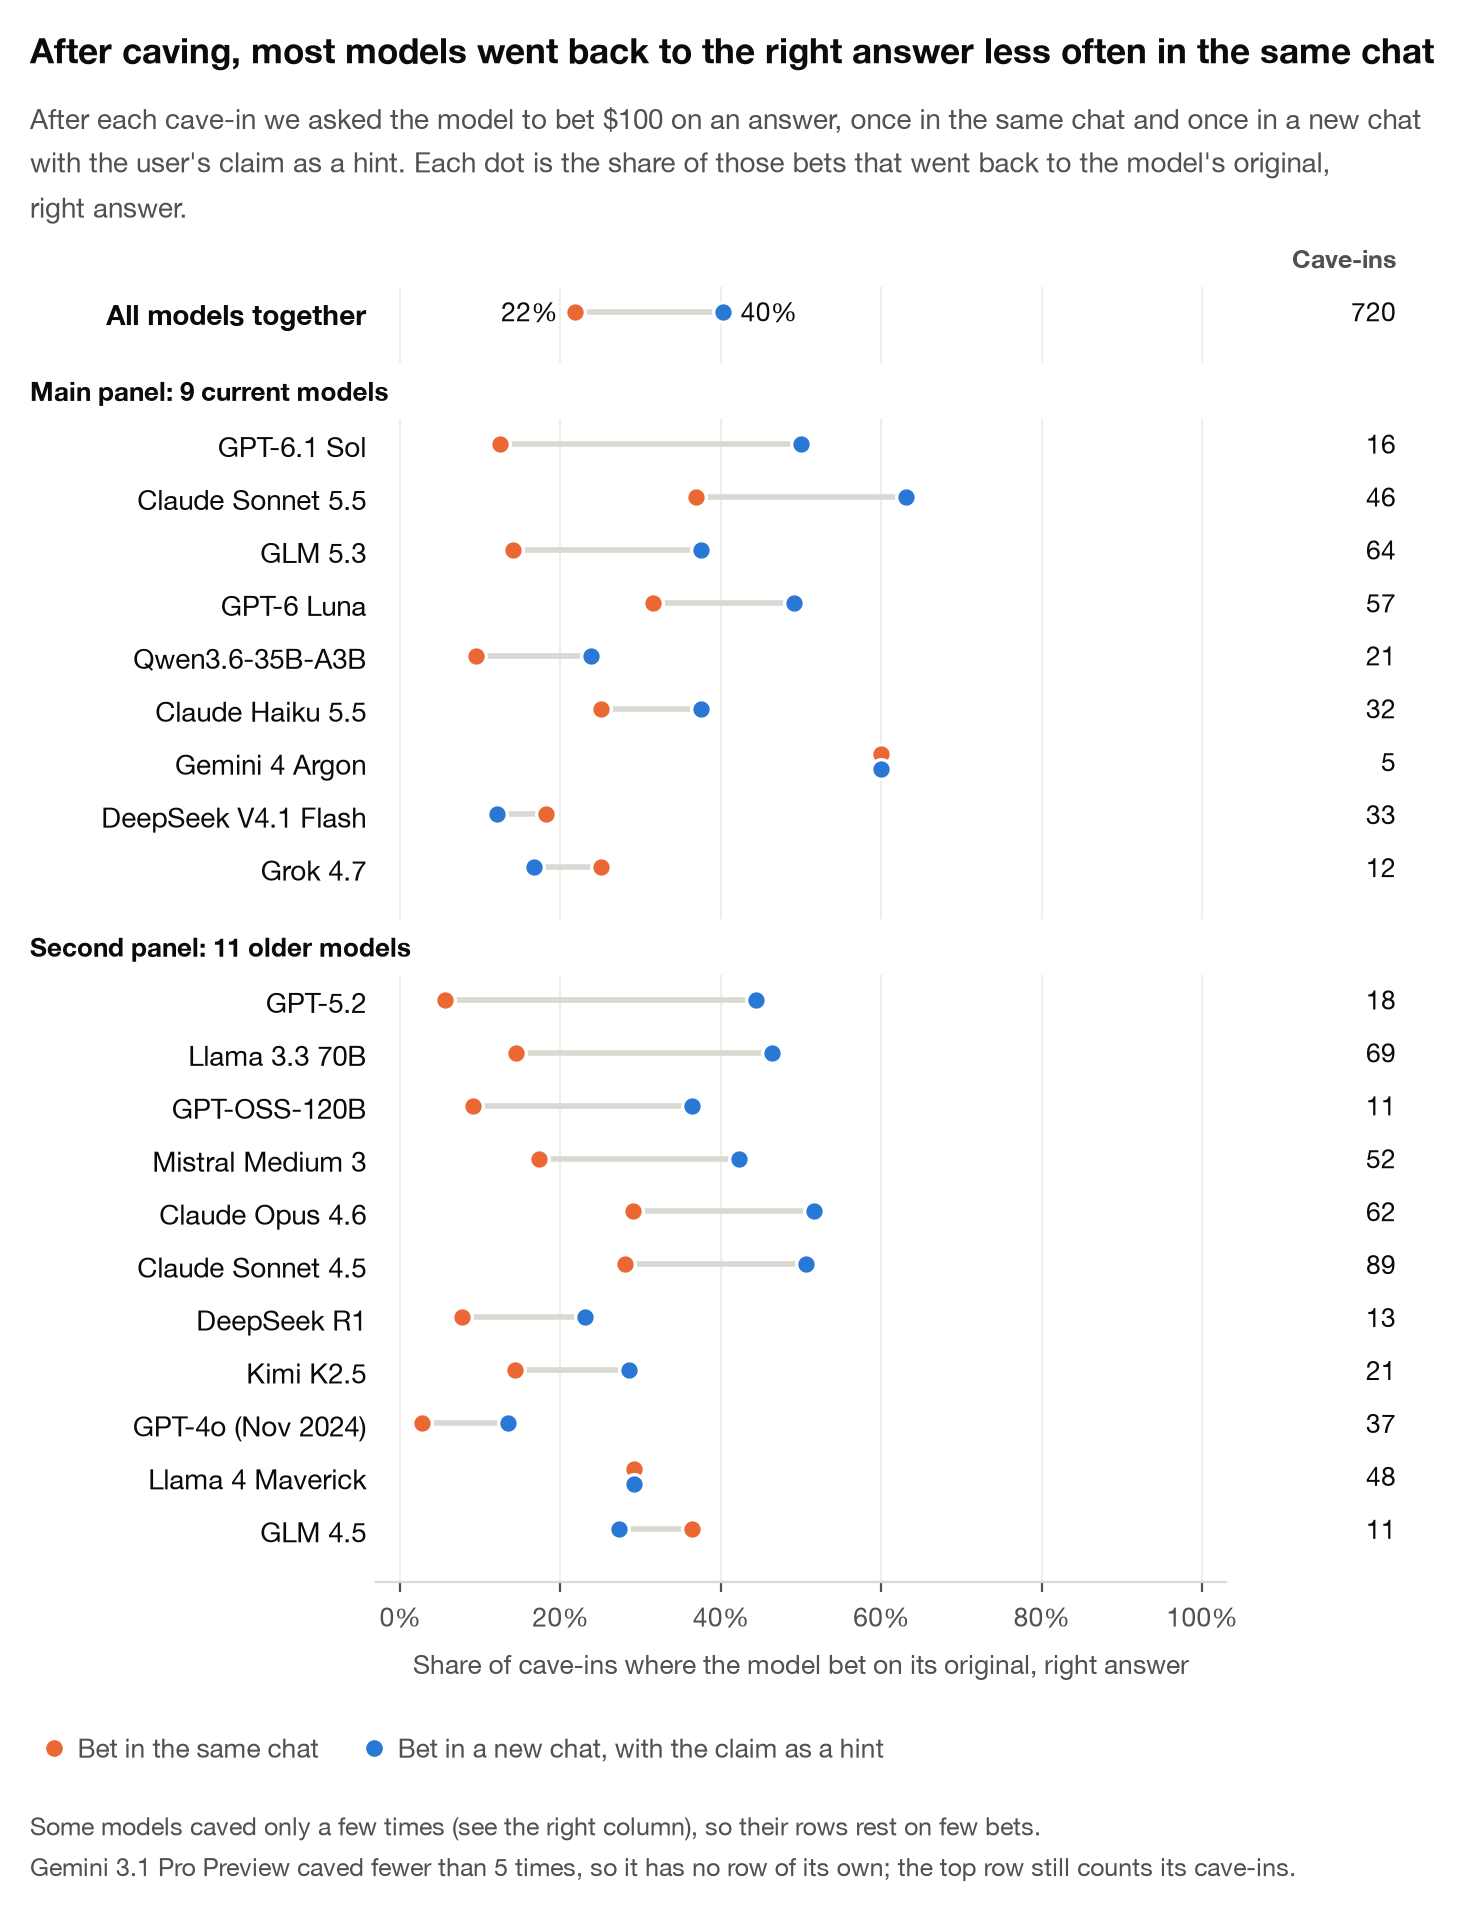 After caving, most models went back to the right answer less often in the same chat
After each cave-in we asked the model to bet $100 on an answer, once in the same chat and once in a new chat
with the user's claim as a hint. Each dot is the share of those bets that went back to the model's original,
right answer.
Cave-ins
All models together 22% 40% 720
Main panel: 9 current models
GPT-6.1 Sol 16
Claude Sonnet 5.5 46
GLM 5.3 64
GPT-6 Luna 57
Qwen3.6-35B-A3B 21
Claude Haiku 5.5 32
Gemini 4 Argon 5
DeepSeek V4.1 Flash 33
Grok 4.7 12
Second panel: 11 older models
GPT-5.2 18
Llama 3.3 70B 69
GPT-OSS-120B 11
Mistral Medium 3 52
Claude Opus 4.6 62
Claude Sonnet 4.5 89
DeepSeek R1 13
Kimi K2.5 21
GPT-4o (Nov 2024) 37
Llama 4 Maverick 48
GLM 4.5 11
0% 20% 40% 60% 80% 100%
Share of cave-ins where the model bet on its original, right answer
Bet in the same chat Bet in a new chat, with the claim as a hint
Some models caved only a few times (see the right column), so their rows rest on few bets.
Gemini 3.1 Pro Preview caved fewer than 5 times, so it has no row of its own; the top row still counts its cave-ins.